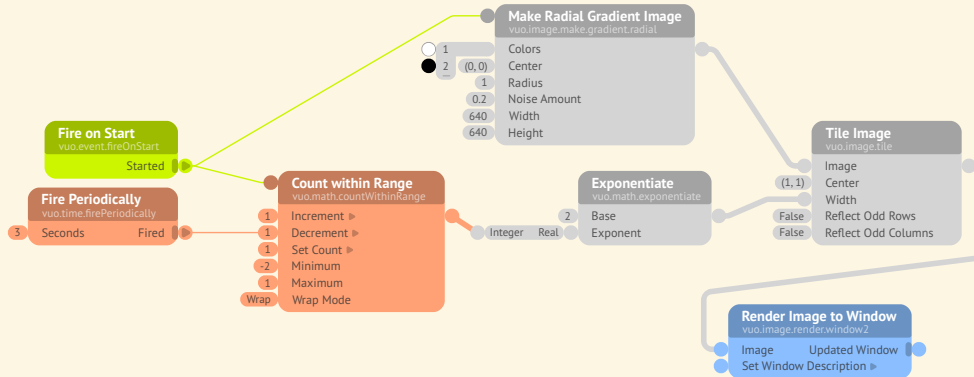 Make Radial Gradient Image
vuo.image.make.gradient.radial
1 Colors
2 (0, 0) Center
1 Radius
0.2 Noise Amount
640 Width
640 Height
Fire on Start
vuo.event.fireOnStart
Started
Fire Periodically
vuo.time.firePeriodically
3 Seconds Fired
Count within Range
vuo.math.countWithinRange
1 Increment
1 Decrement
1 Set Count
-2 Minimum
1 Maximum
Wrap Wrap Mode
Integer Real
Exponentiate
vuo.math.exponentiate
2 Base
Exponent
Tile Image
vuo.image.tile
Image
(1, 1) Center
Width
False Reflect Odd Rows
False Reflect Odd Columns
Render Image to Window
vuo.image.render.window2
Image Updated Window
Set Window Description